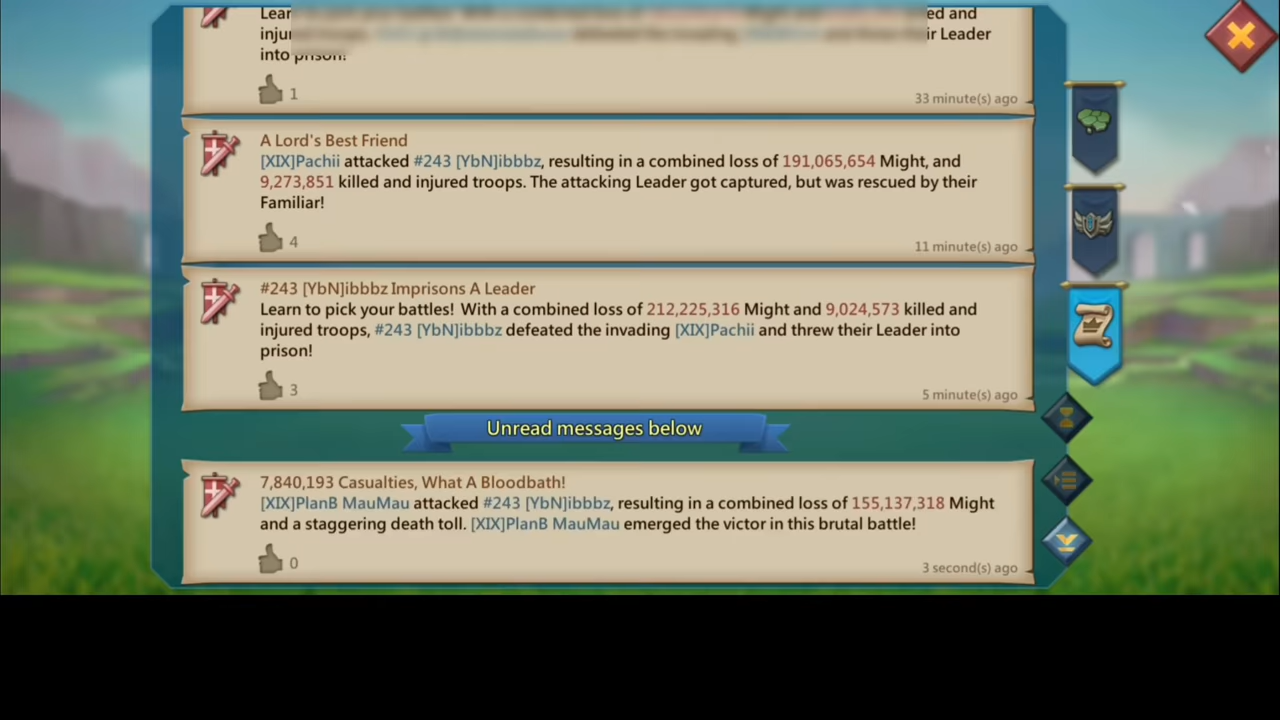 Lear ed and
injur ir Leader
into prison!
1
33 minute(s) ago
A Lord's Best Friend
[XIX]Pachii attacked #243 [YbN]ibbbz, resulting in a combined loss of 191,065,654 Might, and
9,273,851 killed and injured troops. The attacking Leader got captured, but was rescued by their
Familiar!
4
11 minute(s) ago
#243 [YbN]ibbbz Imprisons A Leader
Learn to pick your battles! With a combined loss of 212,225,316 Might and 9,024,573 killed and
injured troops, #243 [YbN]ibbbz defeated the invading [XIX]Pachii and threw their Leader into
prison!
3
5 minute(s) ago
Unread messages below
7,840,193 Casualties, What A Bloodbath!
[XIX]PlanB MauMau attacked #243 [YbN]ibbbz, resulting in a combined loss of 155,137,318 Might
and a staggering death toll. [XIX]PlanB MauMau emerged the victor in this brutal battle!
0
3 second(s) ago